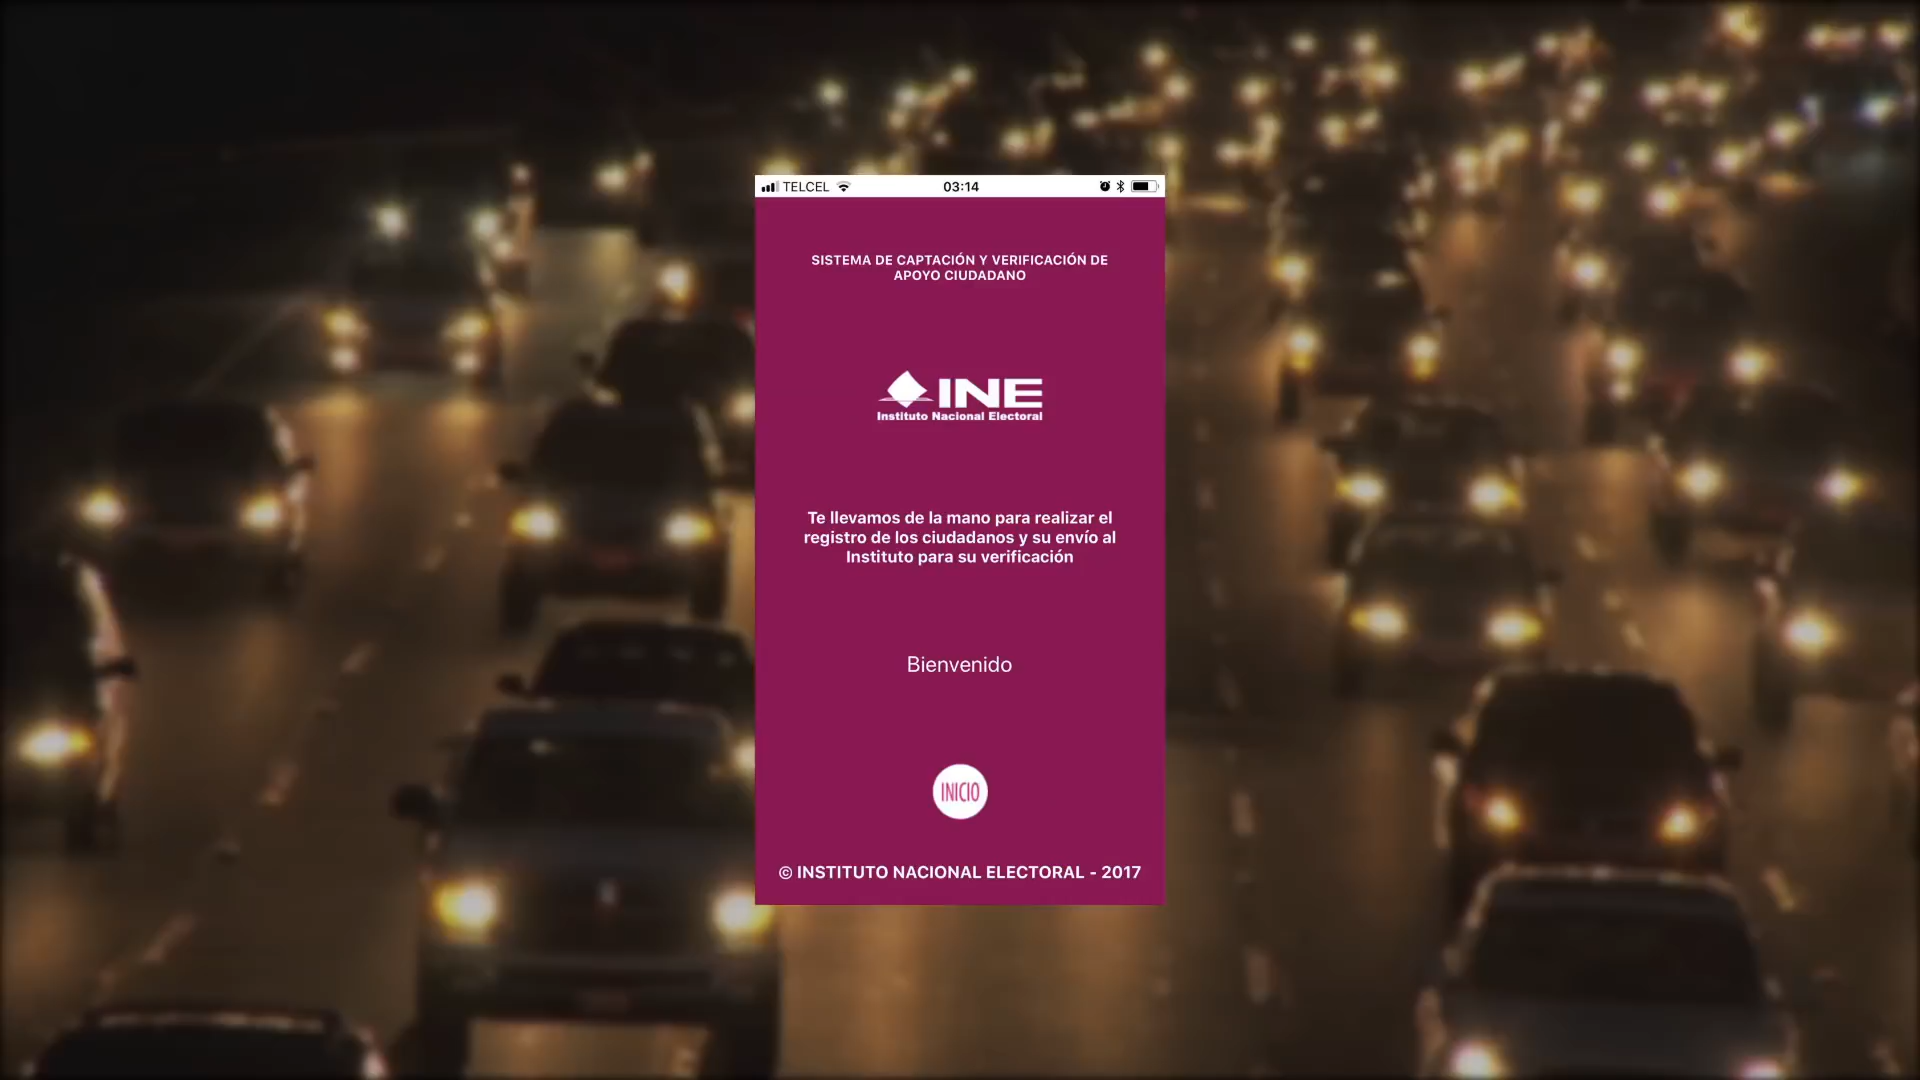 TELCEL
03:14
SISTEMA DE CAPTACIÓN Y VERIFICACIÓN DE
APOYO CIUDADANO
INE
Instituto Nacional Electoral
Te llevamos de la mano para realizar el
registro de los ciudadanos y su envío al
Instituto para su verificación
Bienvenido
INICIO
© INSTITUTO NACIONAL ELECTORAL - 2017